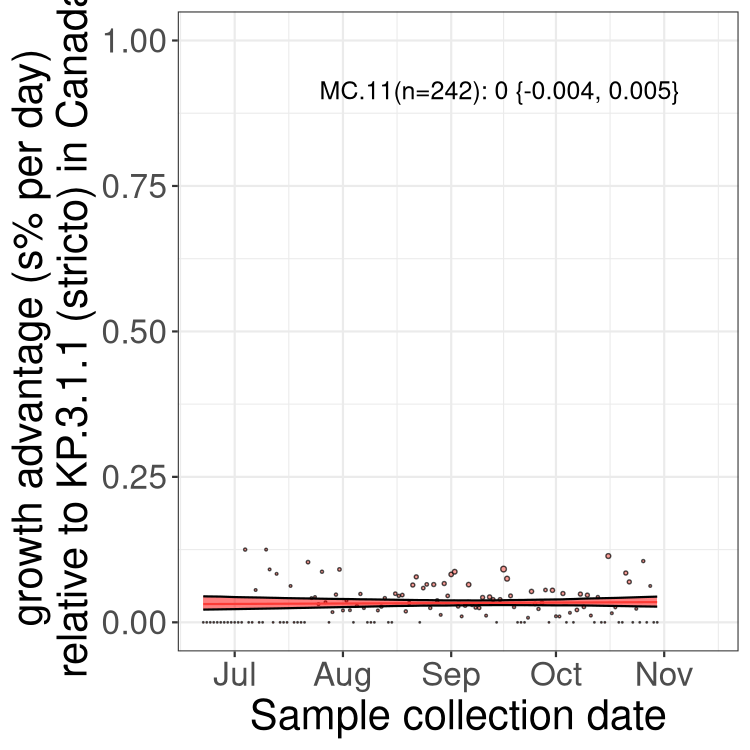 growth advantage (s% per day)
relative to KP.3.1.1 (stricto) in Canada
1.00
0.75
0.50
0.25
0.00
MC.11(n=242): 0 {-0.004, 0.005}
Jul Aug Sep Oct Nov
Sample collection date